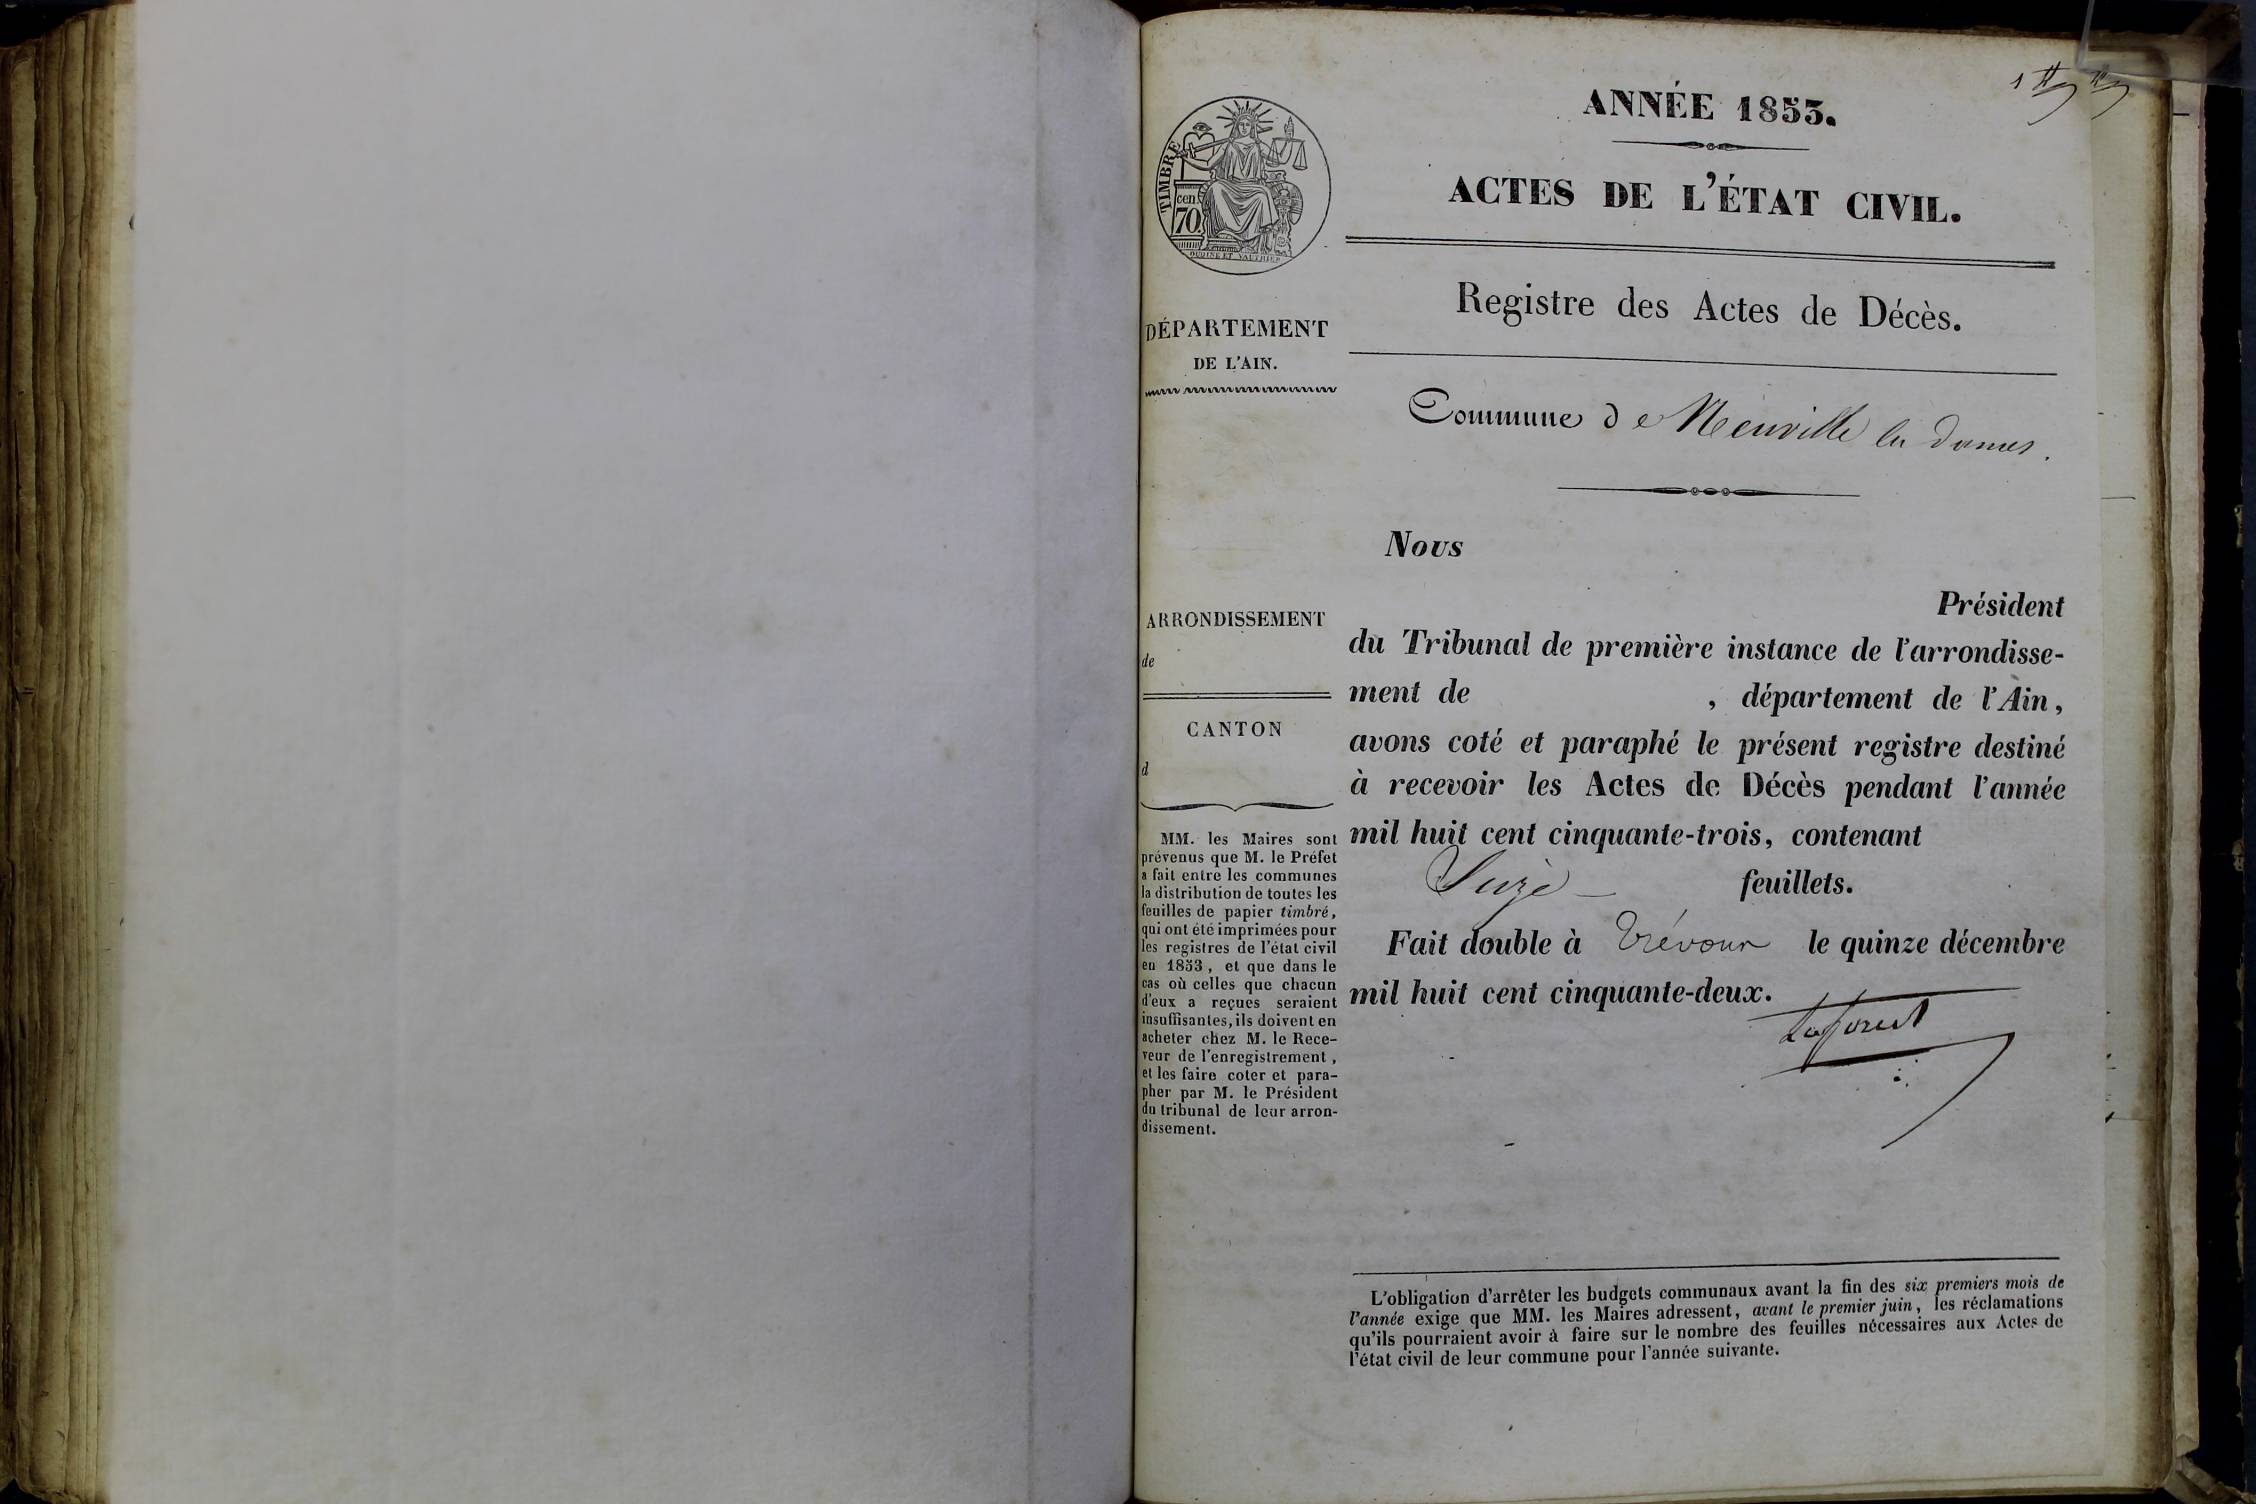 ANNÉE 1853.
ACTES DE L'ÉTAT CIVIL.
TIMBRE
cen.
70
OUDINE ET VAUTHIER
Registre des Actes de Décès.
DÉPARTEMENT
DE L'AIN.
Commune de Neuville les Dames.
Nous
Président
du Tribunal de première instance de l'arrondisse-
ment de , département de l'Ain,
avons coté et paraphé le présent registre destiné
à recevoir les Actes de Décès pendant l'année
mil huit cent cinquante-trois, contenant
feuillets.
Fait double à Trévoux le quinze décembre
mil huit cent cinquante-deux.
Laforest
ARRONDISSEMENT
de
CANTON
d
MM. les Maires sont
prévenus que M. le Préfet
a fait entre les communes
la distribution de toutes les
feuilles de papier timbré,
qui ont été imprimées pour
les registres de l'état civil
en 1853, et que dans le
cas où celles que chacun
d'eux a reçues seraient
insuffisantes, ils doivent en
acheter chez M. le Rece-
veur de l'enregistrement,
et les faire coter et para-
pher par M. le Président
du tribunal de leur arron-
dissement.
L'obligation d'arrêter les budgets communaux avant la fin des six premiers mois de
l'année exige que MM. les Maires adressent, avant le premier juin, les réclamations
qu'ils pourraient avoir à faire sur le nombre des feuilles nécessaires aux Actes de
l'état civil de leur commune pour l'année suivante.